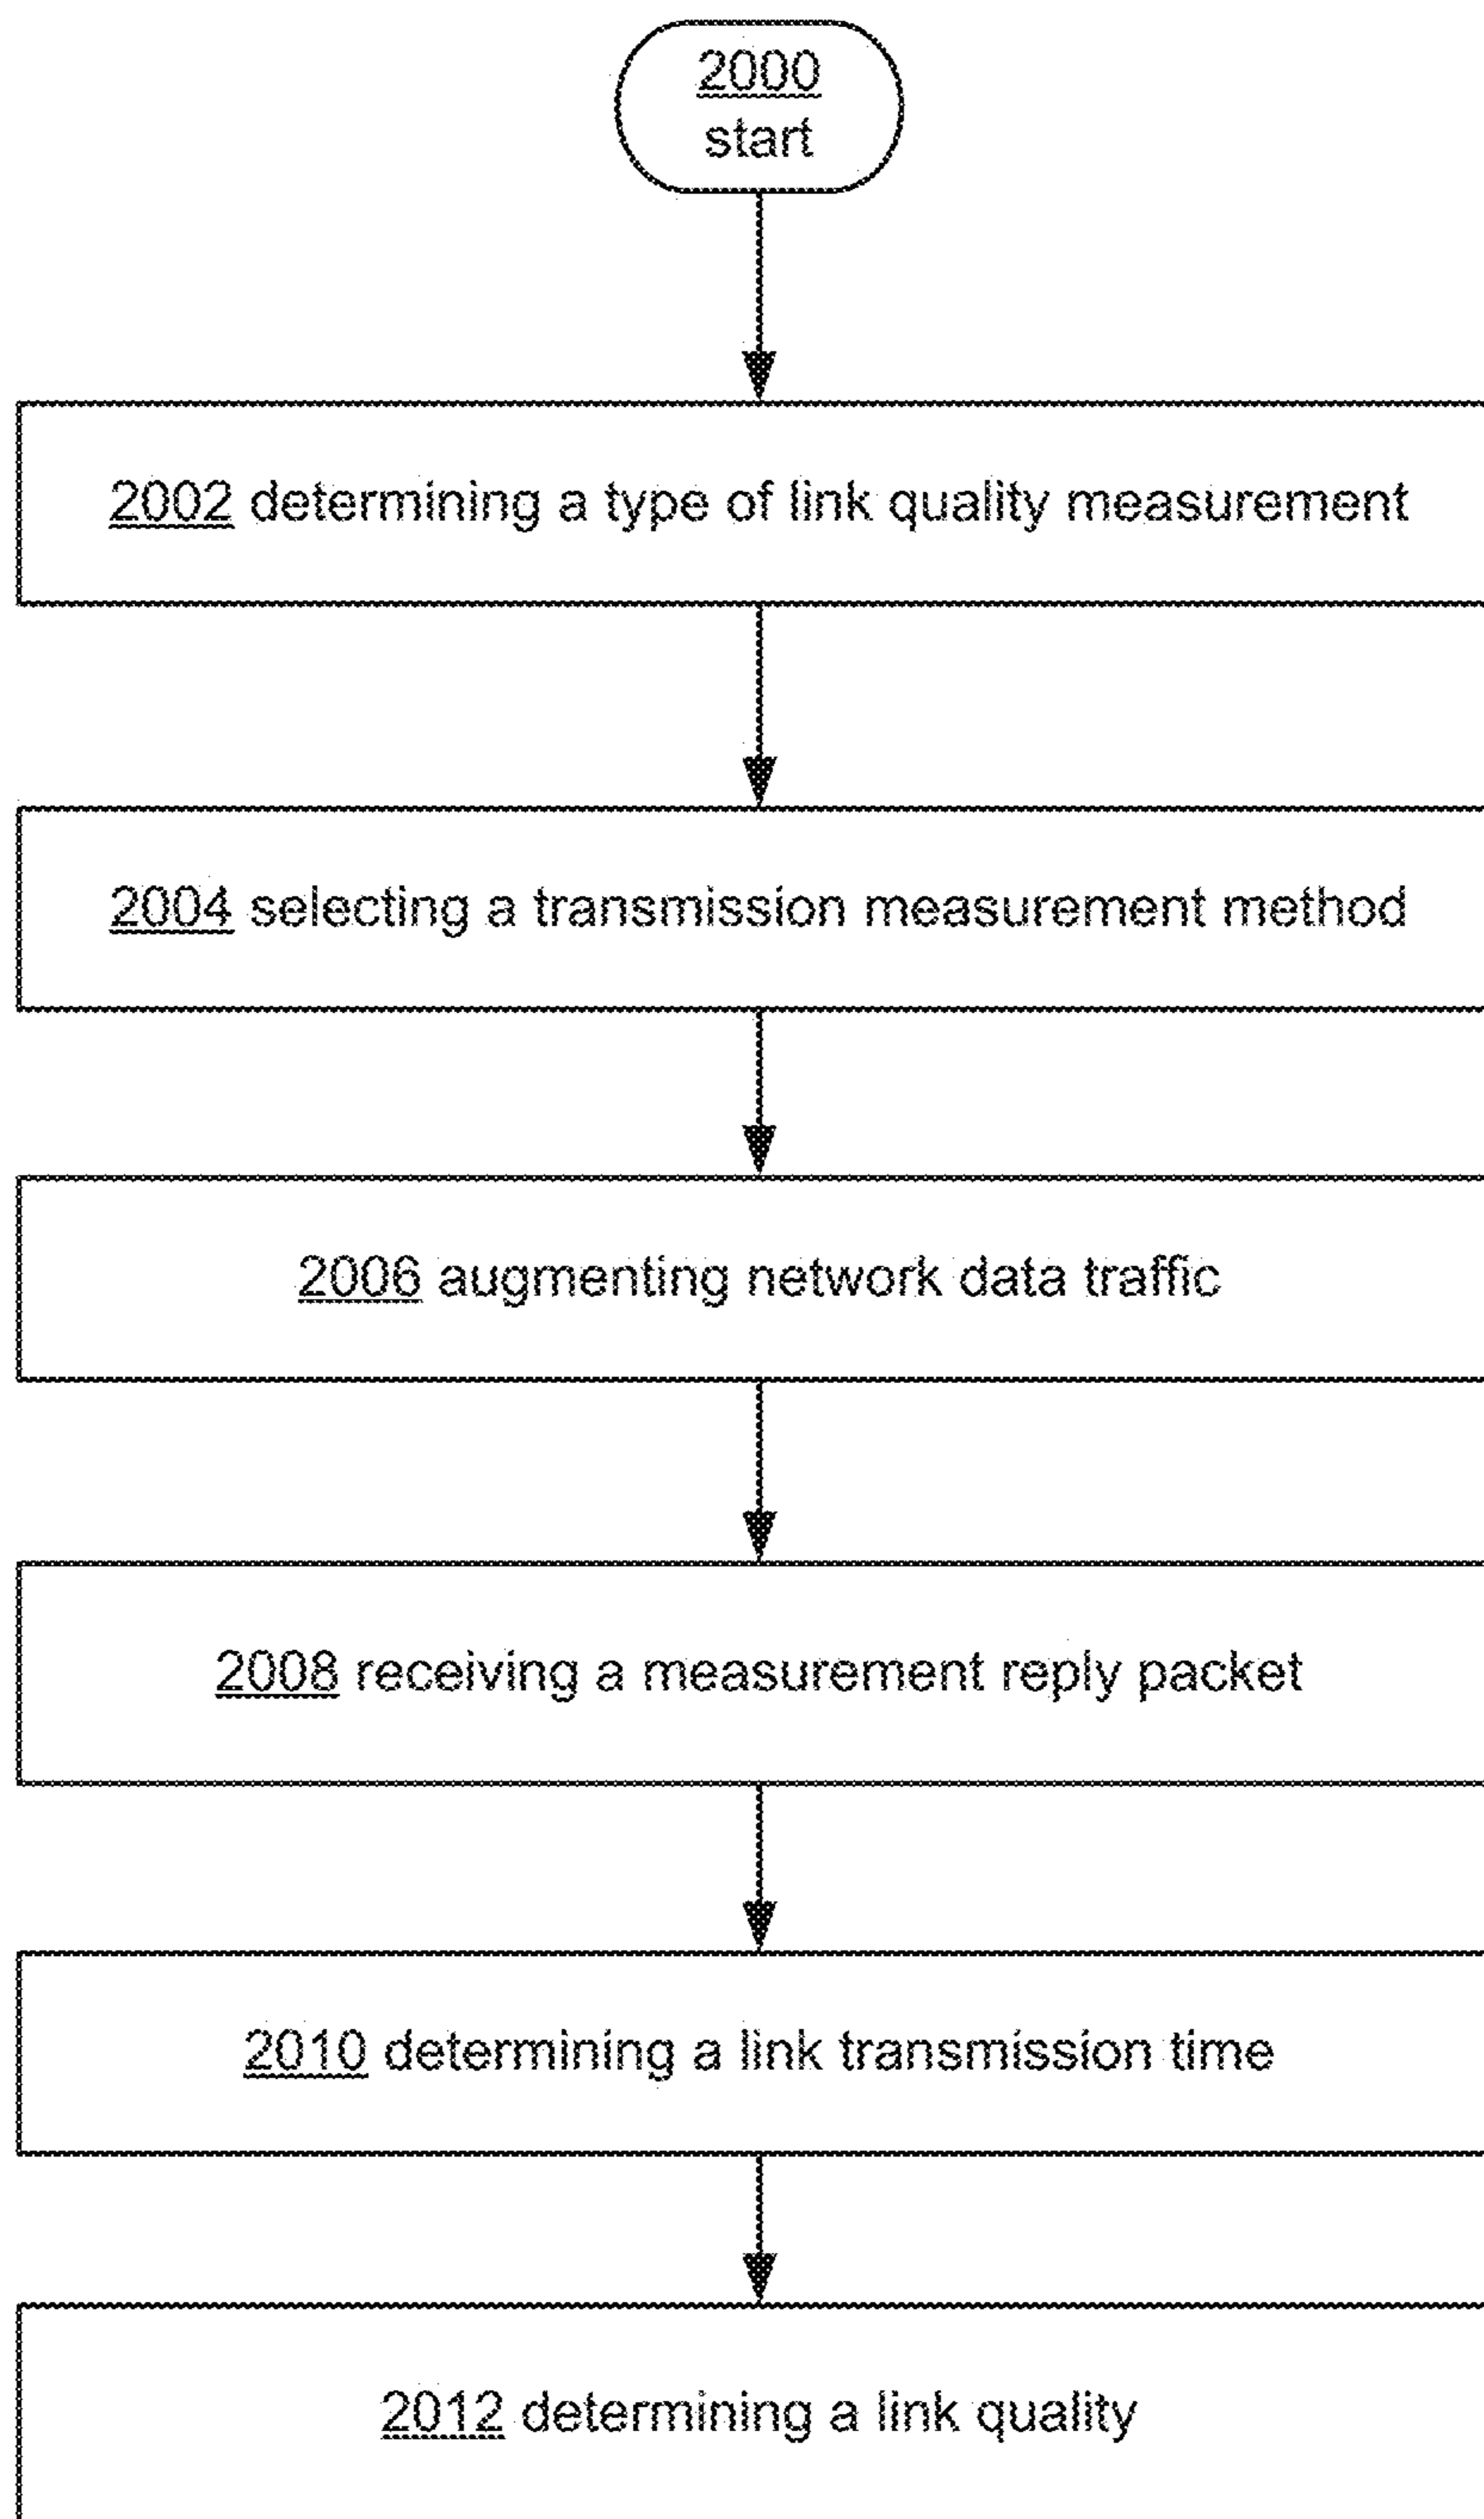 2000
start
2002 determining a type of link quality measurement
2004 selecting a transmission measurement method
2006 augmenting network data traffic
2008 receiving a measurement reply packet
2010 determining a link transmission time
2012 determining a link quality